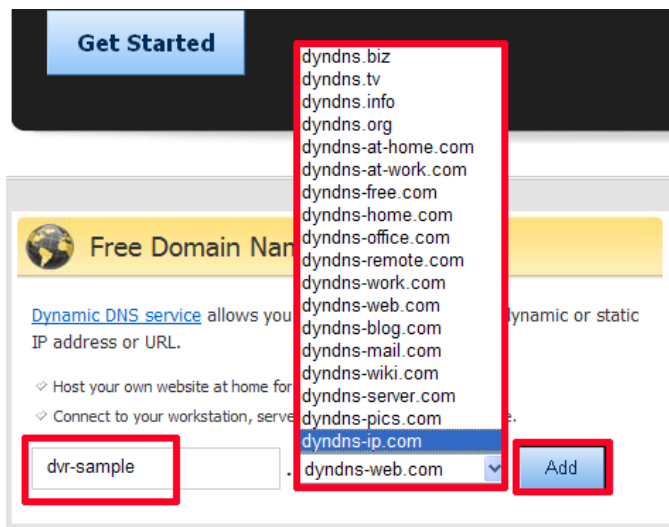 Get Started
dyndns.biz
dyndns.tv
dyndns.info
dyndns.org
dyndns-at-home.com
dyndns-at-work.com
dyndns-free.com
dyndns-home.com
dyndns-office.com
dyndns-remote.com
dyndns-work.com
dyndns-web.com
dyndns-blog.com
dyndns-mail.com
dyndns-wiki.com
dyndns-server.com
dyndns-pics.com
dyndns-ip.com
Free Domain
Dynamic DNS service allows you or static
IP address or URL.
Host your own website at home for
Connect to your workstation,
dvr-sample . dyndns-web.com Add